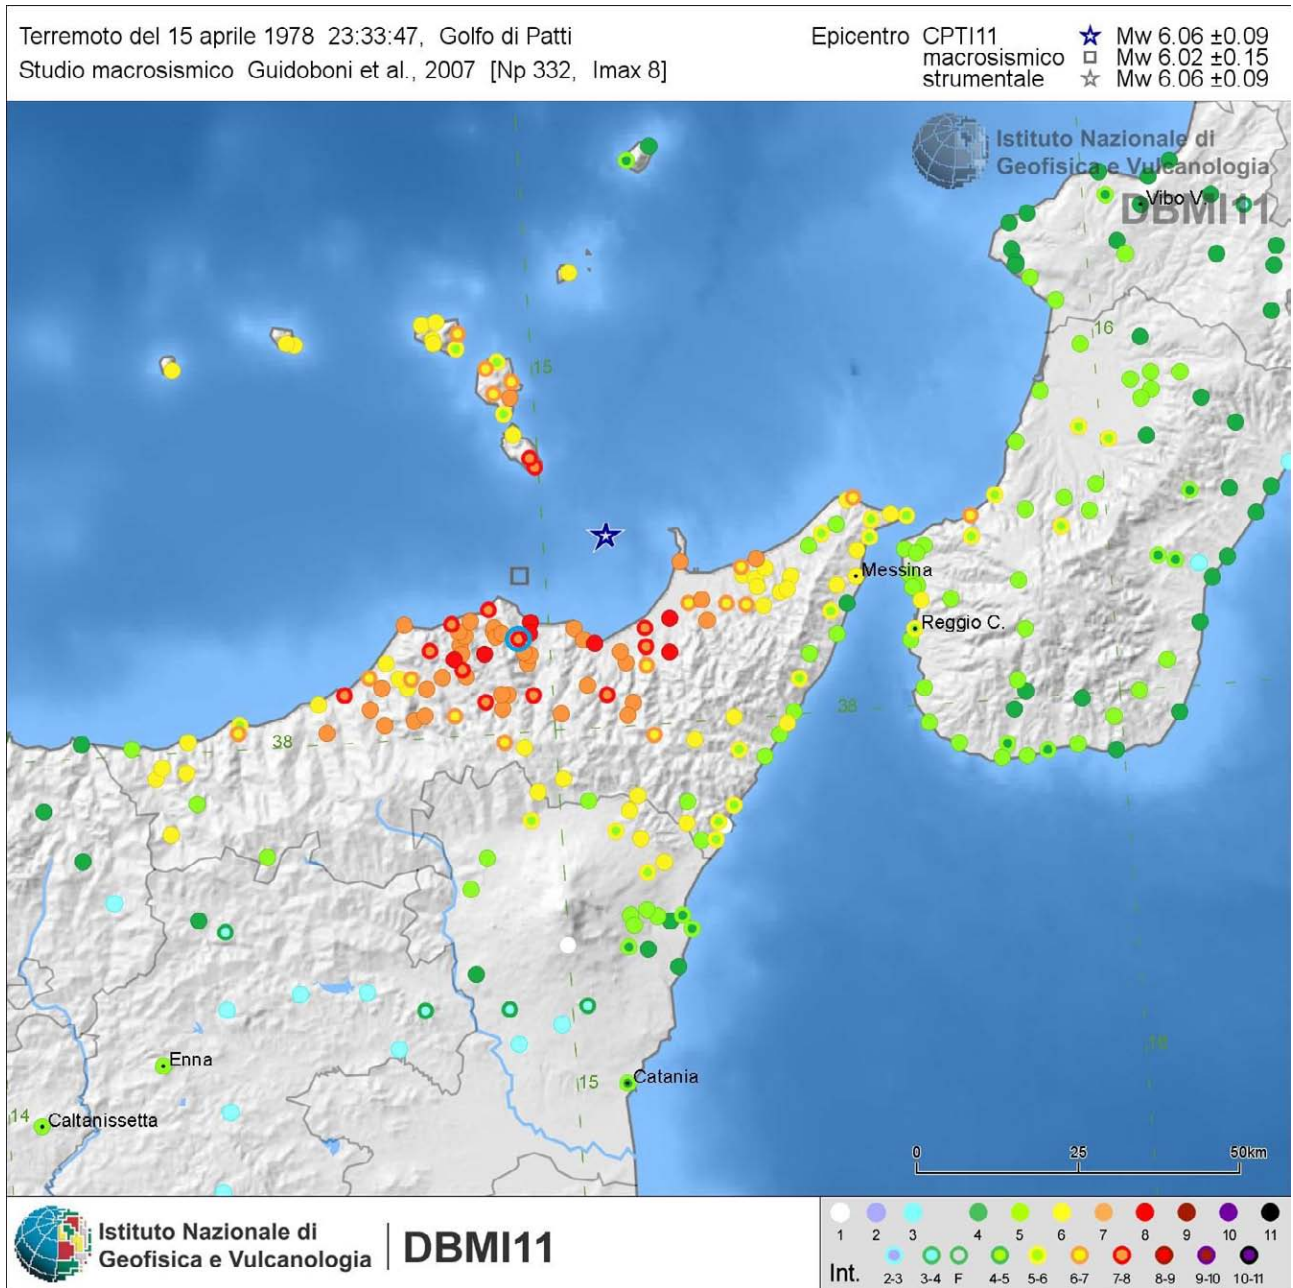 Terremoto del 15 aprile 1978 23:33:47, Golfo di Patti
Studio macrosismico Guidoboni et al., 2007 [Np 332, Imax 8]
Epicentro CPTI11 Mw 6.06 ±0.09
macrosismico Mw 6.02 ±0.15
strumentale Mw 6.06 ±0.09
Istituto Nazionale di
Geofisica e Vulcanologia
DBMI11
Vibo V.
16
15
Messina
Reggio C.
38
38
Enna
Catania
15
16
14
Caltanissetta
0 25 50km
Istituto Nazionale di
Geofisica e Vulcanologia
DBMI11
1 2 3 4 5 6 7 8 9 10 11
Int. 2-3 3-4 F 4-5 5-6 6-7 7-8 8-9 9-10 10-11